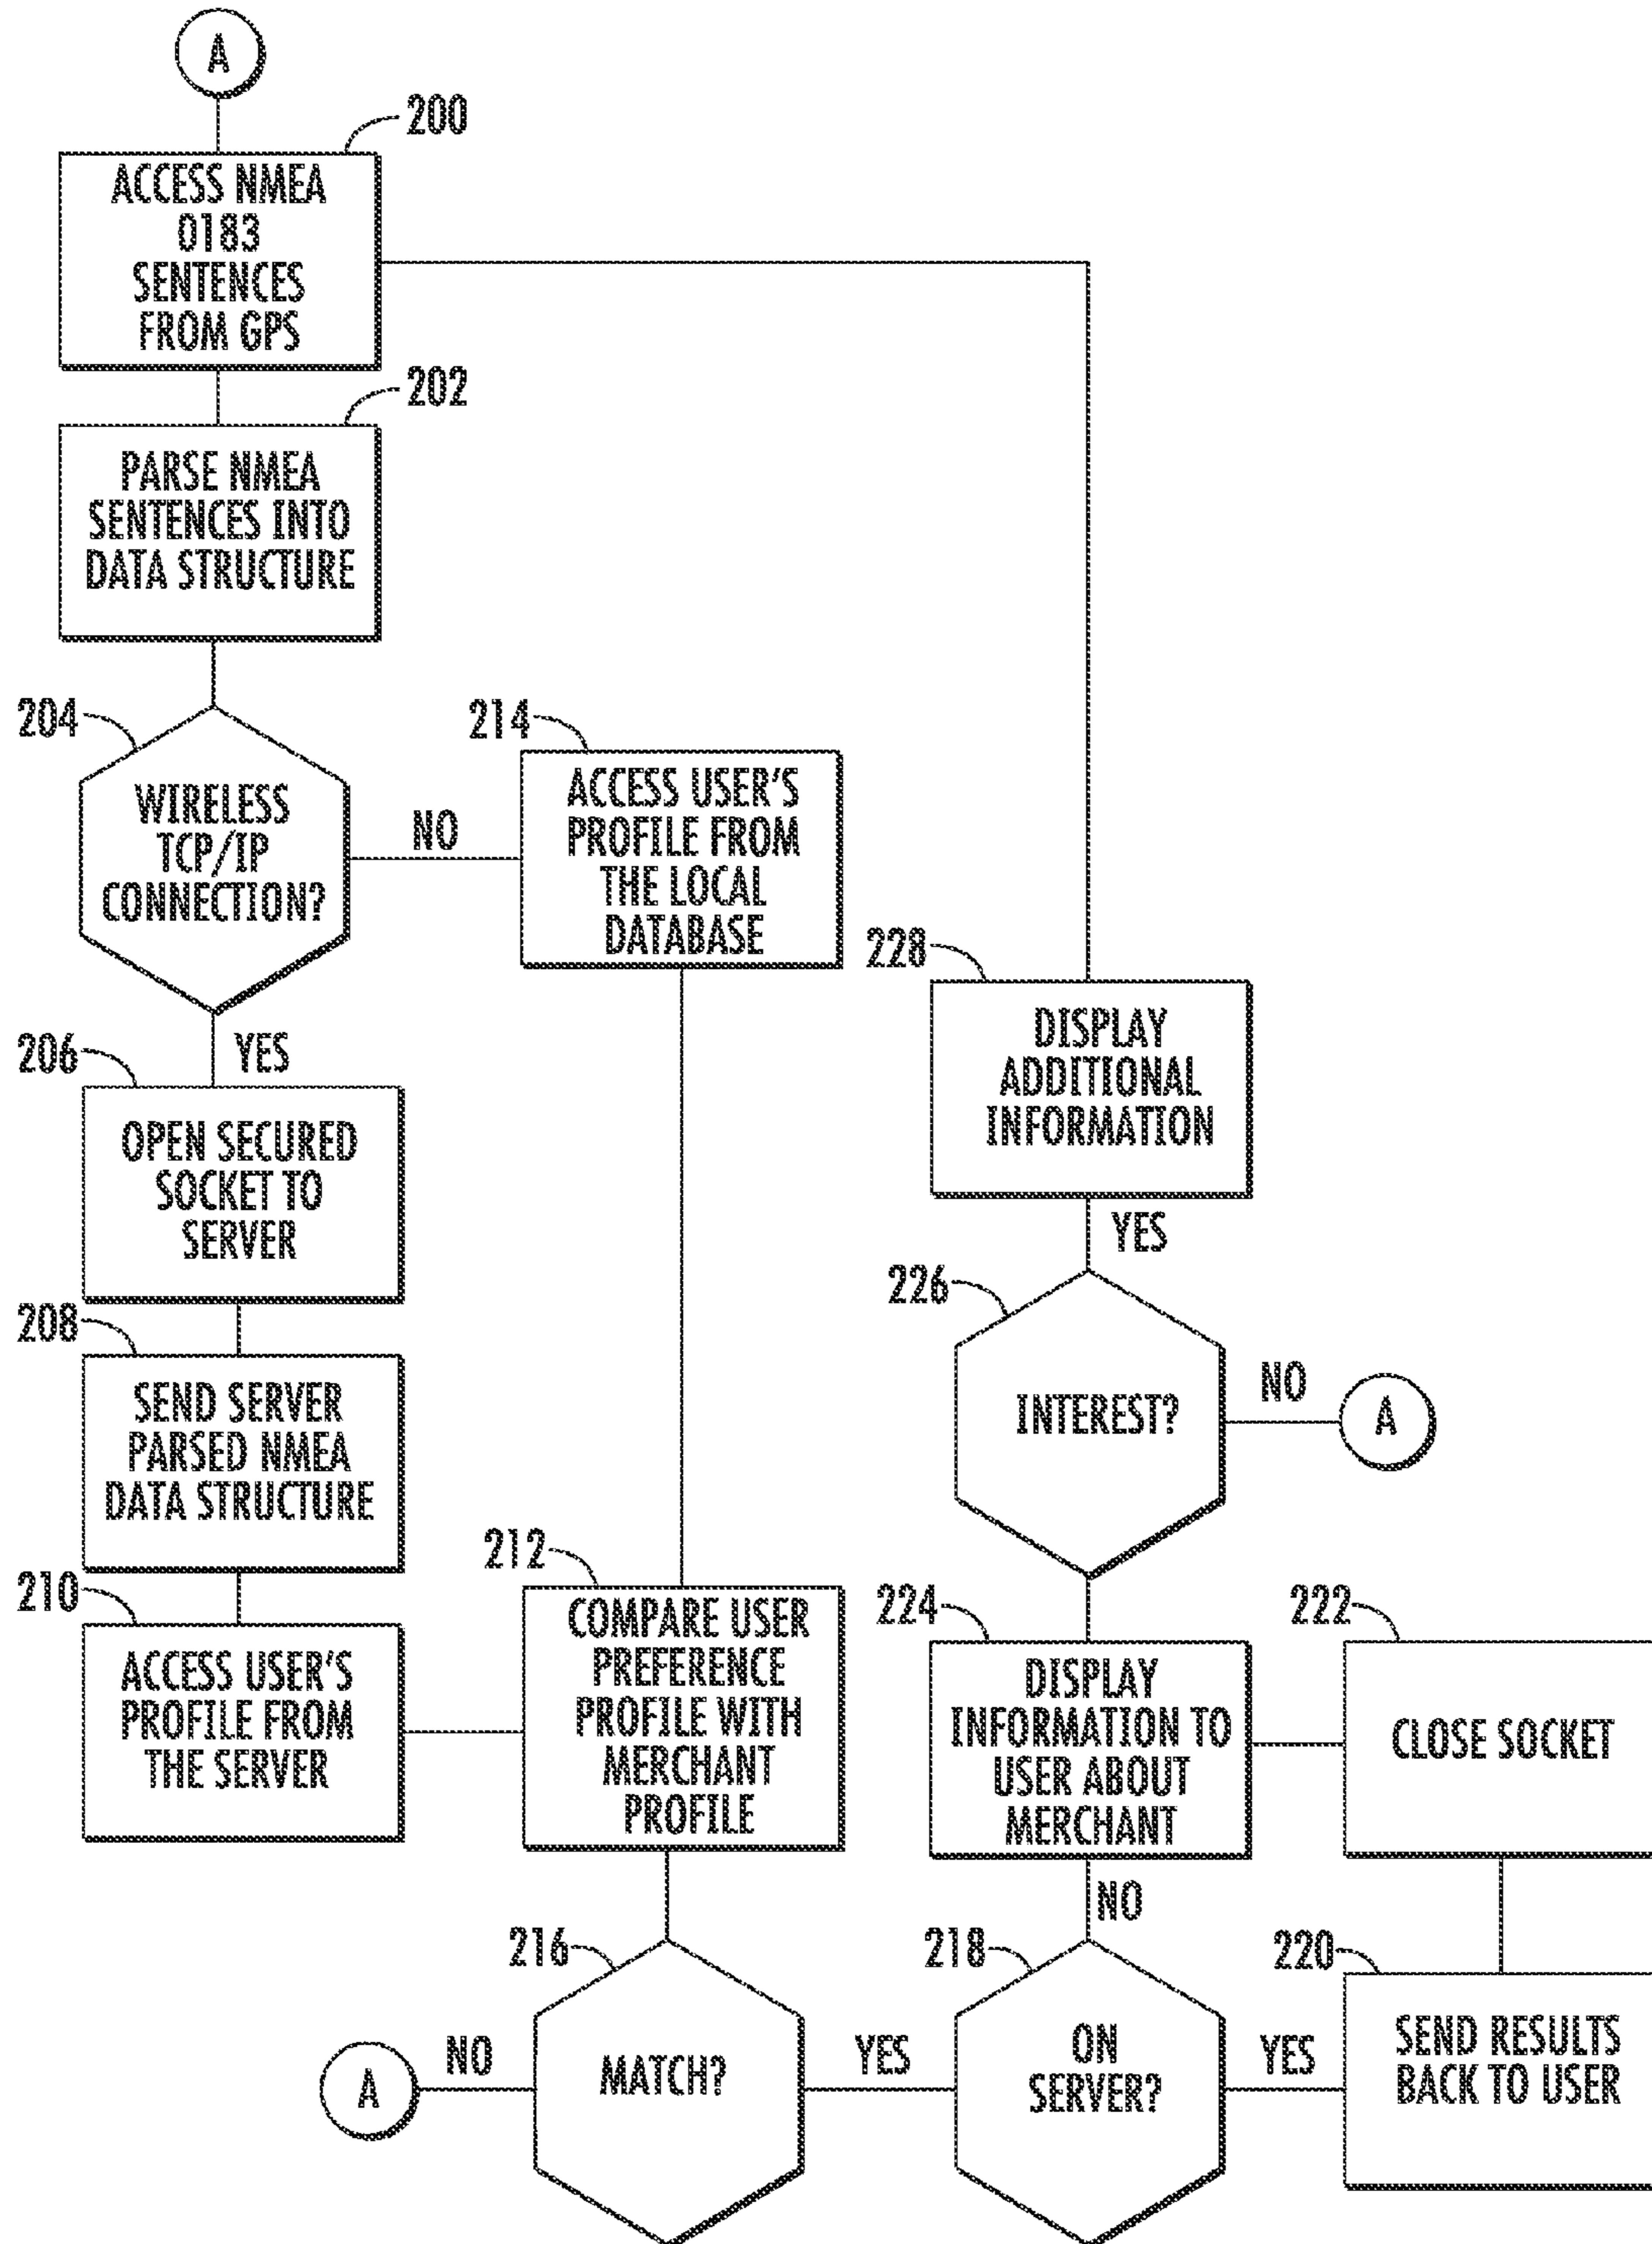 A
200
ACCESS NMEA
0183
SENTENCES
FROM GPS
202
PARSE NMEA
SENTENCES INTO
DATA STRUCTURE
204
WIRELESS
TCP/IP
CONNECTION?
NO
214
ACCESS USER'S
PROFILE FROM
THE LOCAL
DATABASE
228
DISPLAY
ADDITIONAL
INFORMATION
YES
206
OPEN SECURED
SOCKET TO
SERVER
YES
226
INTEREST?
NO
A
208
SEND SERVER
PARSED NMEA
DATA STRUCTURE
210
ACCESS USER'S
PROFILE FROM
THE SERVER
212
COMPARE USER
PREFERENCE
PROFILE WITH
MERCHANT
PROFILE
224
DISPLAY
INFORMATION TO
USER ABOUT
MERCHANT
222
CLOSE SOCKET
NO
216
MATCH?
NO
A
YES
218
ON
SERVER?
YES
220
SEND RESULTS
BACK TO USER